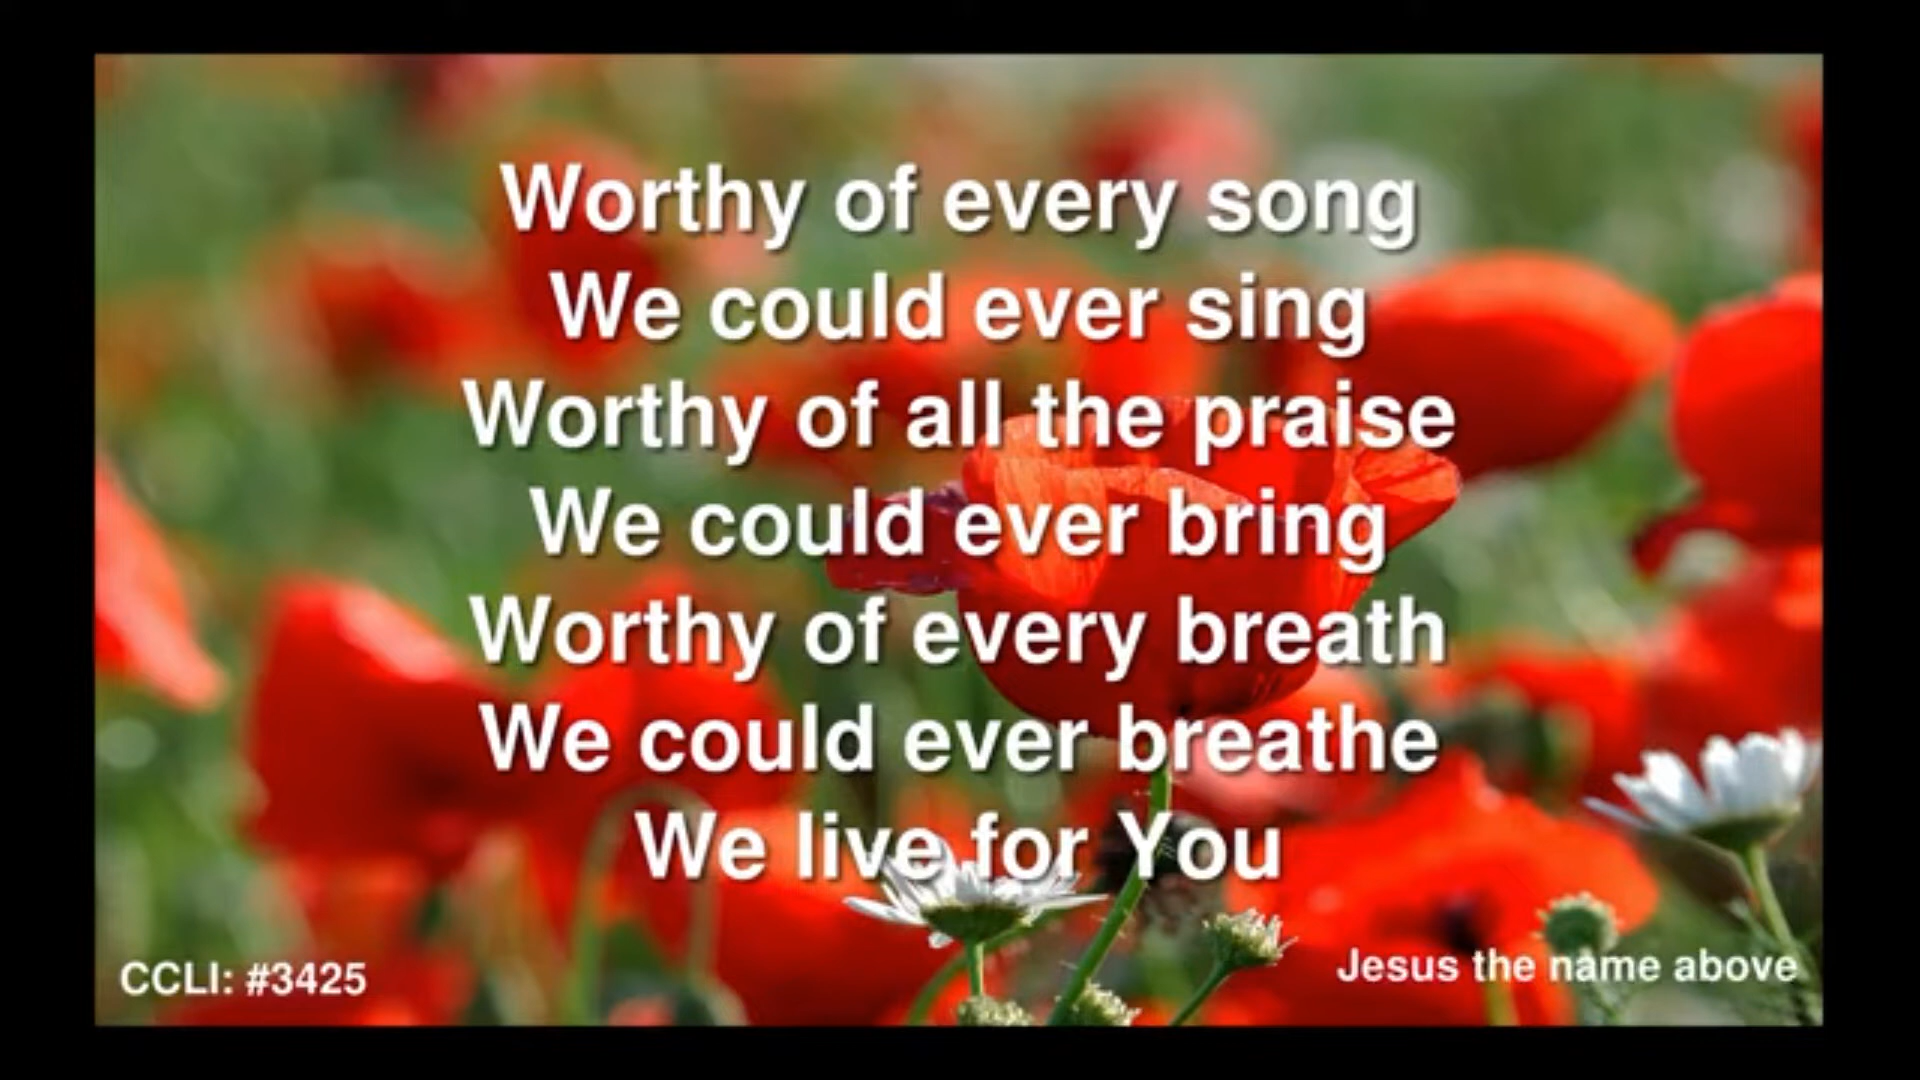 Worthy of every song
We could ever sing
Worthy of all the praise
We could ever bring
Worthy of every breath
We could ever breathe
We live for You
CCLI: #3425
Jesus the name above